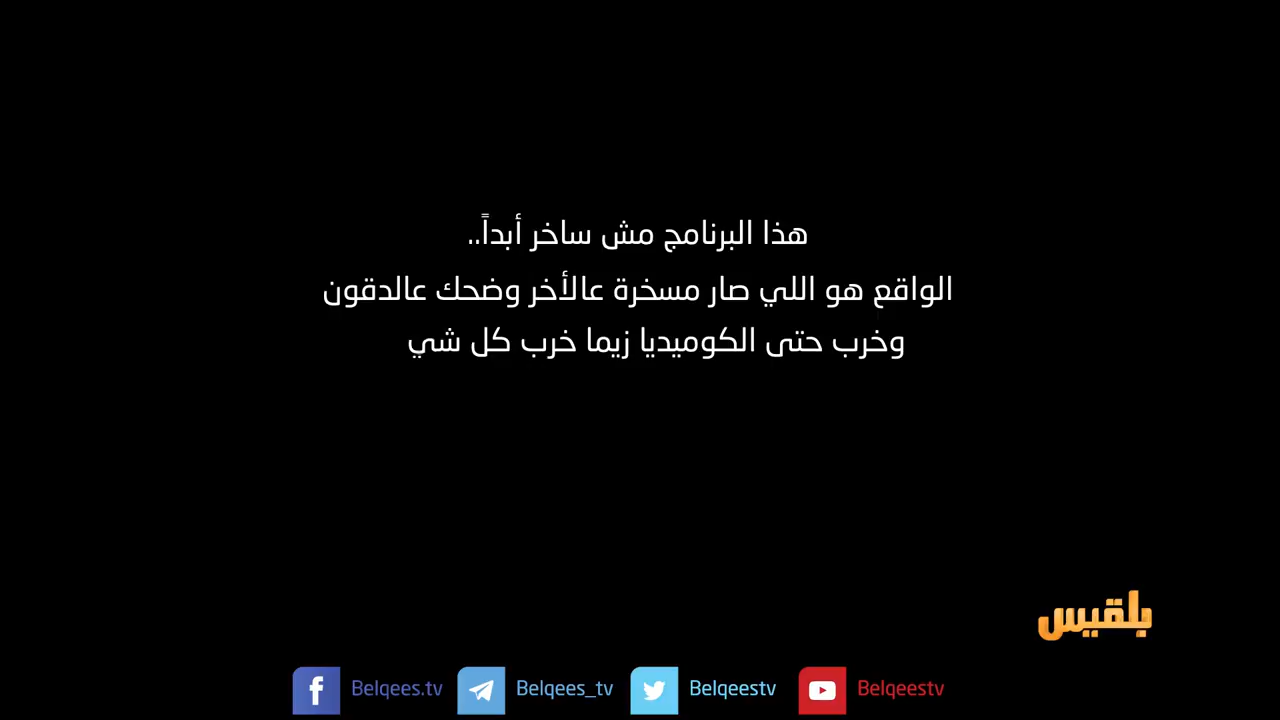 هذا البرنامج مش ساخر أبداً..
الواقع هو اللي صار مسخرة عالأخر وضحك عالدقون
وخرب حتى الكوميديا زيما خرب كل شي
بلقيس
Belqees.tv Belqees_tv Belqeestv Belqeestv